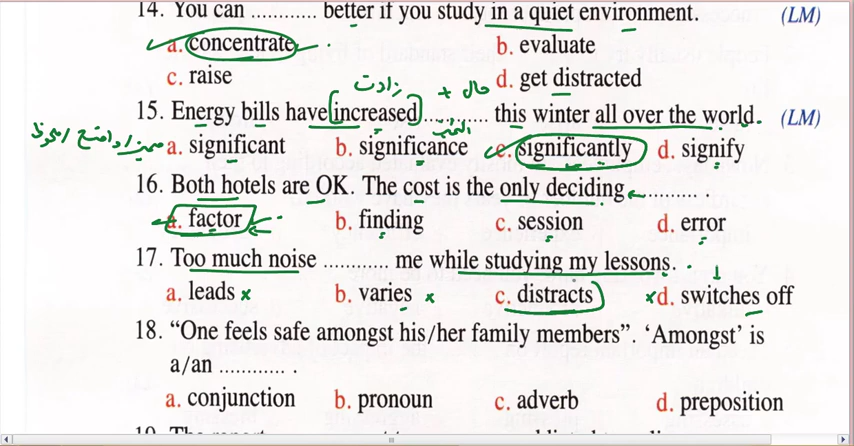 14. You can ............ better if you study in a quiet environment. (LM)
a. concentrate b. evaluate
c. raise d. get distracted
زادت حال +
15. Energy bills have increased ............ this winter all over the world. (LM)
a. significant b. significance c. significantly d. signify
16. Both hotels are OK. The cost is the only deciding ............
a. factor b. finding c. session d. error
17. Too much noise ............ me while studying my lessons.
a. leads x b. varies x c. distracts x d. switches off
18. “One feels safe amongst his/her family members”. ‘Amongst’ is
a/an ............ .
a. conjunction b. pronoun c. adverb d. preposition